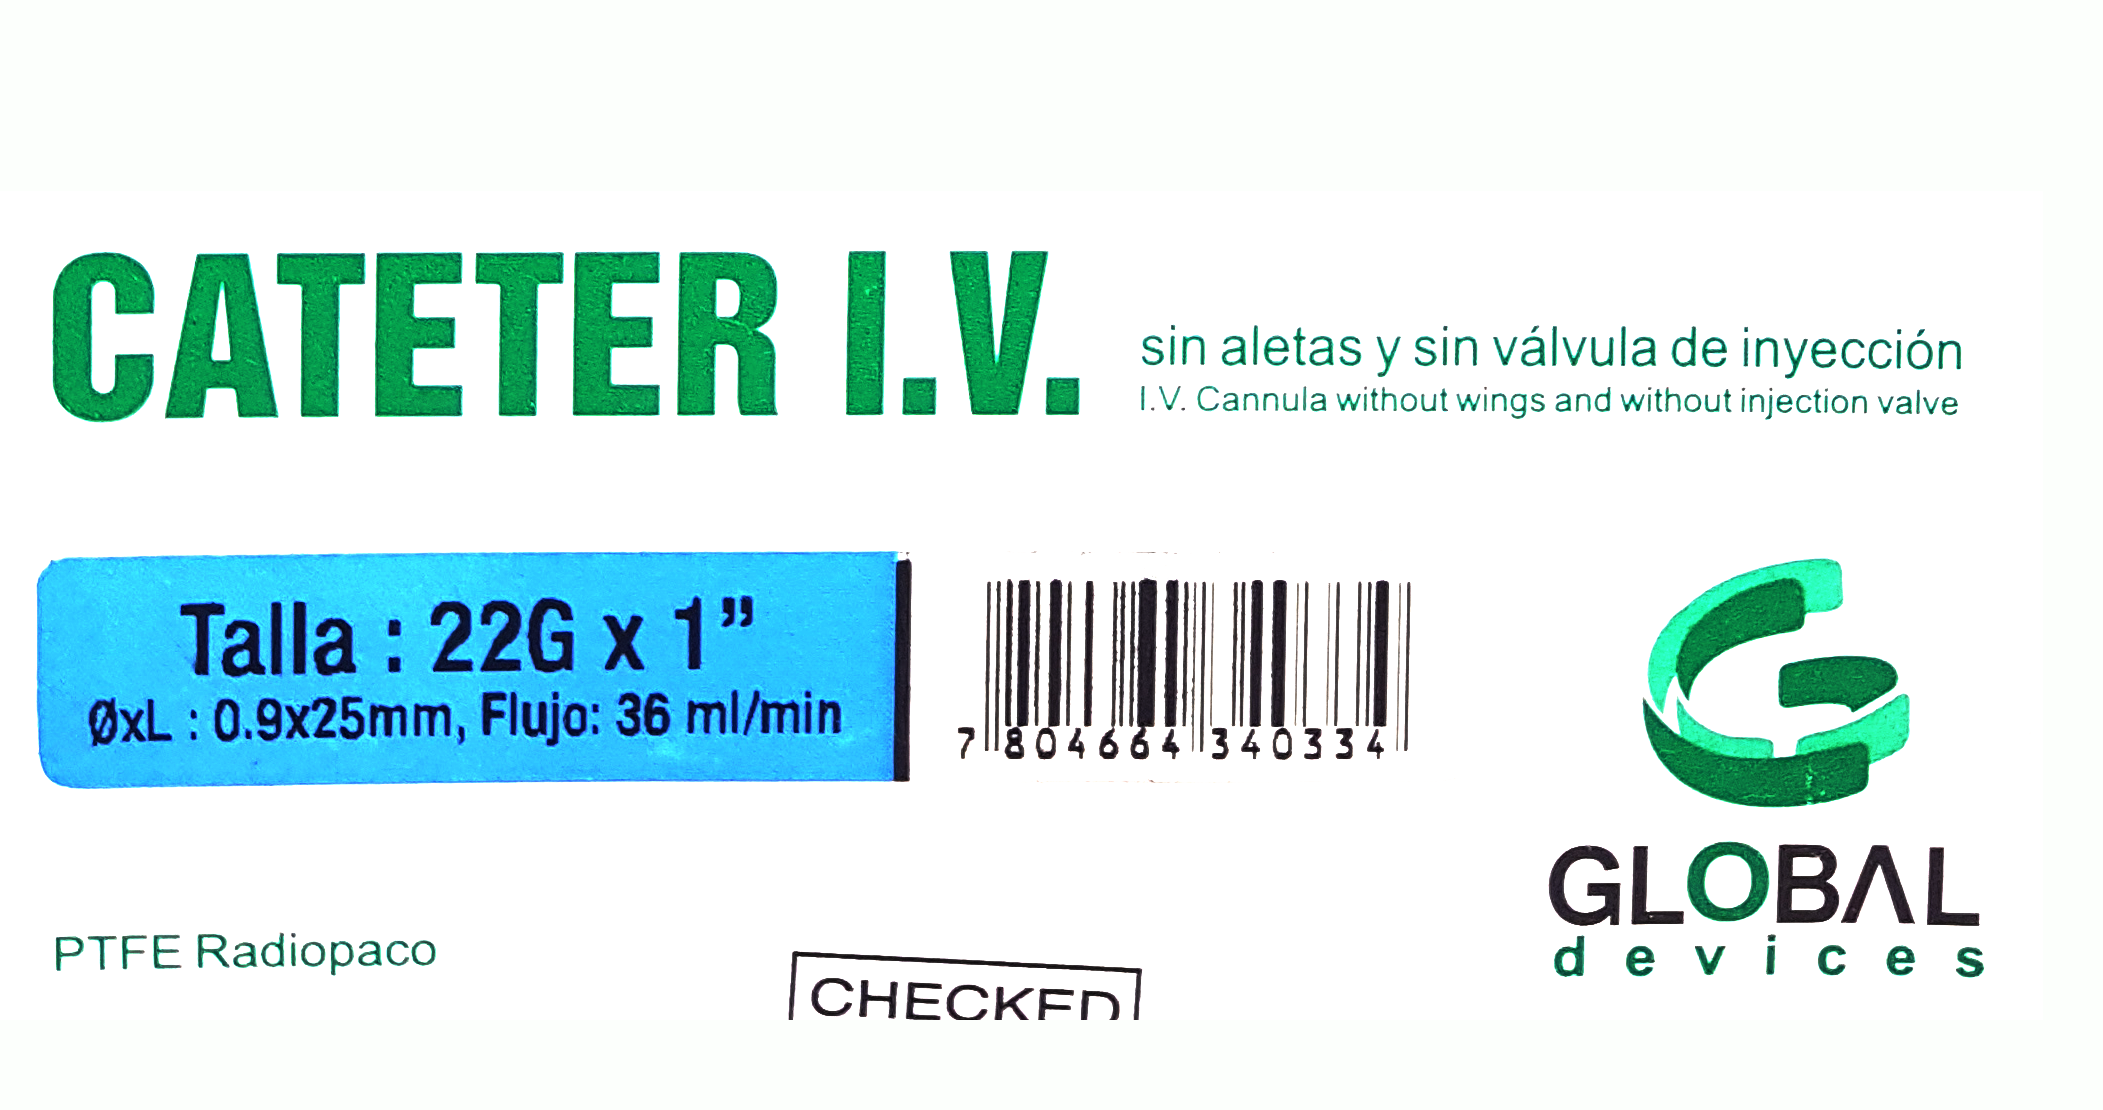 CATETER I.V.
sin aletas y sin válvula de inyección
I.V. Cannula without wings and without injection valve
Talla : 22G x 1”
ØxL : 0.9x25mm, Flujo: 36 ml/min
7 804664 340334
GLOBAL
devices
PTFE Radiopaco
CHECKED